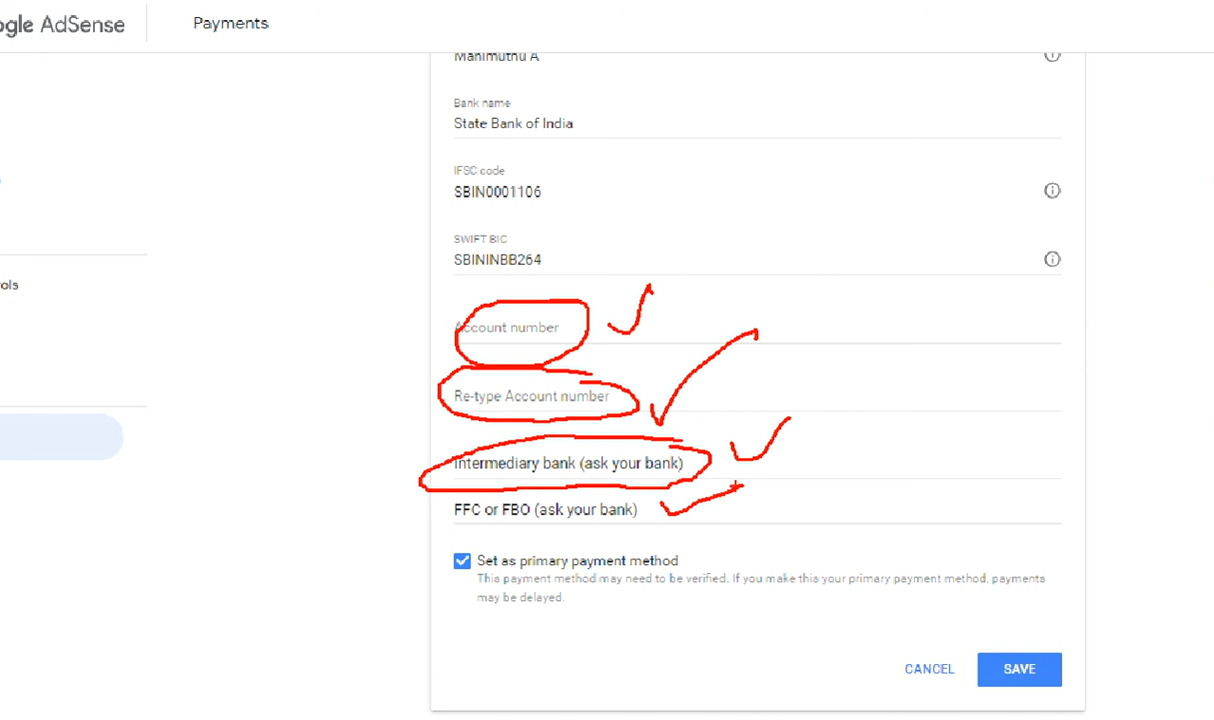 ogle AdSense
Payments
Manimuthu A
Bank name
State Bank of India
IFSC code
SBIN0001106
SWIFT BIC
SBININBB264
ols
Account number
Re-type Account number
Intermediary bank (ask your bank)
FFC or FBO (ask your bank)
Set as primary payment method
This payment method may need to be verified. If you make this your primary payment method, payments
may be delayed.
CANCEL
SAVE